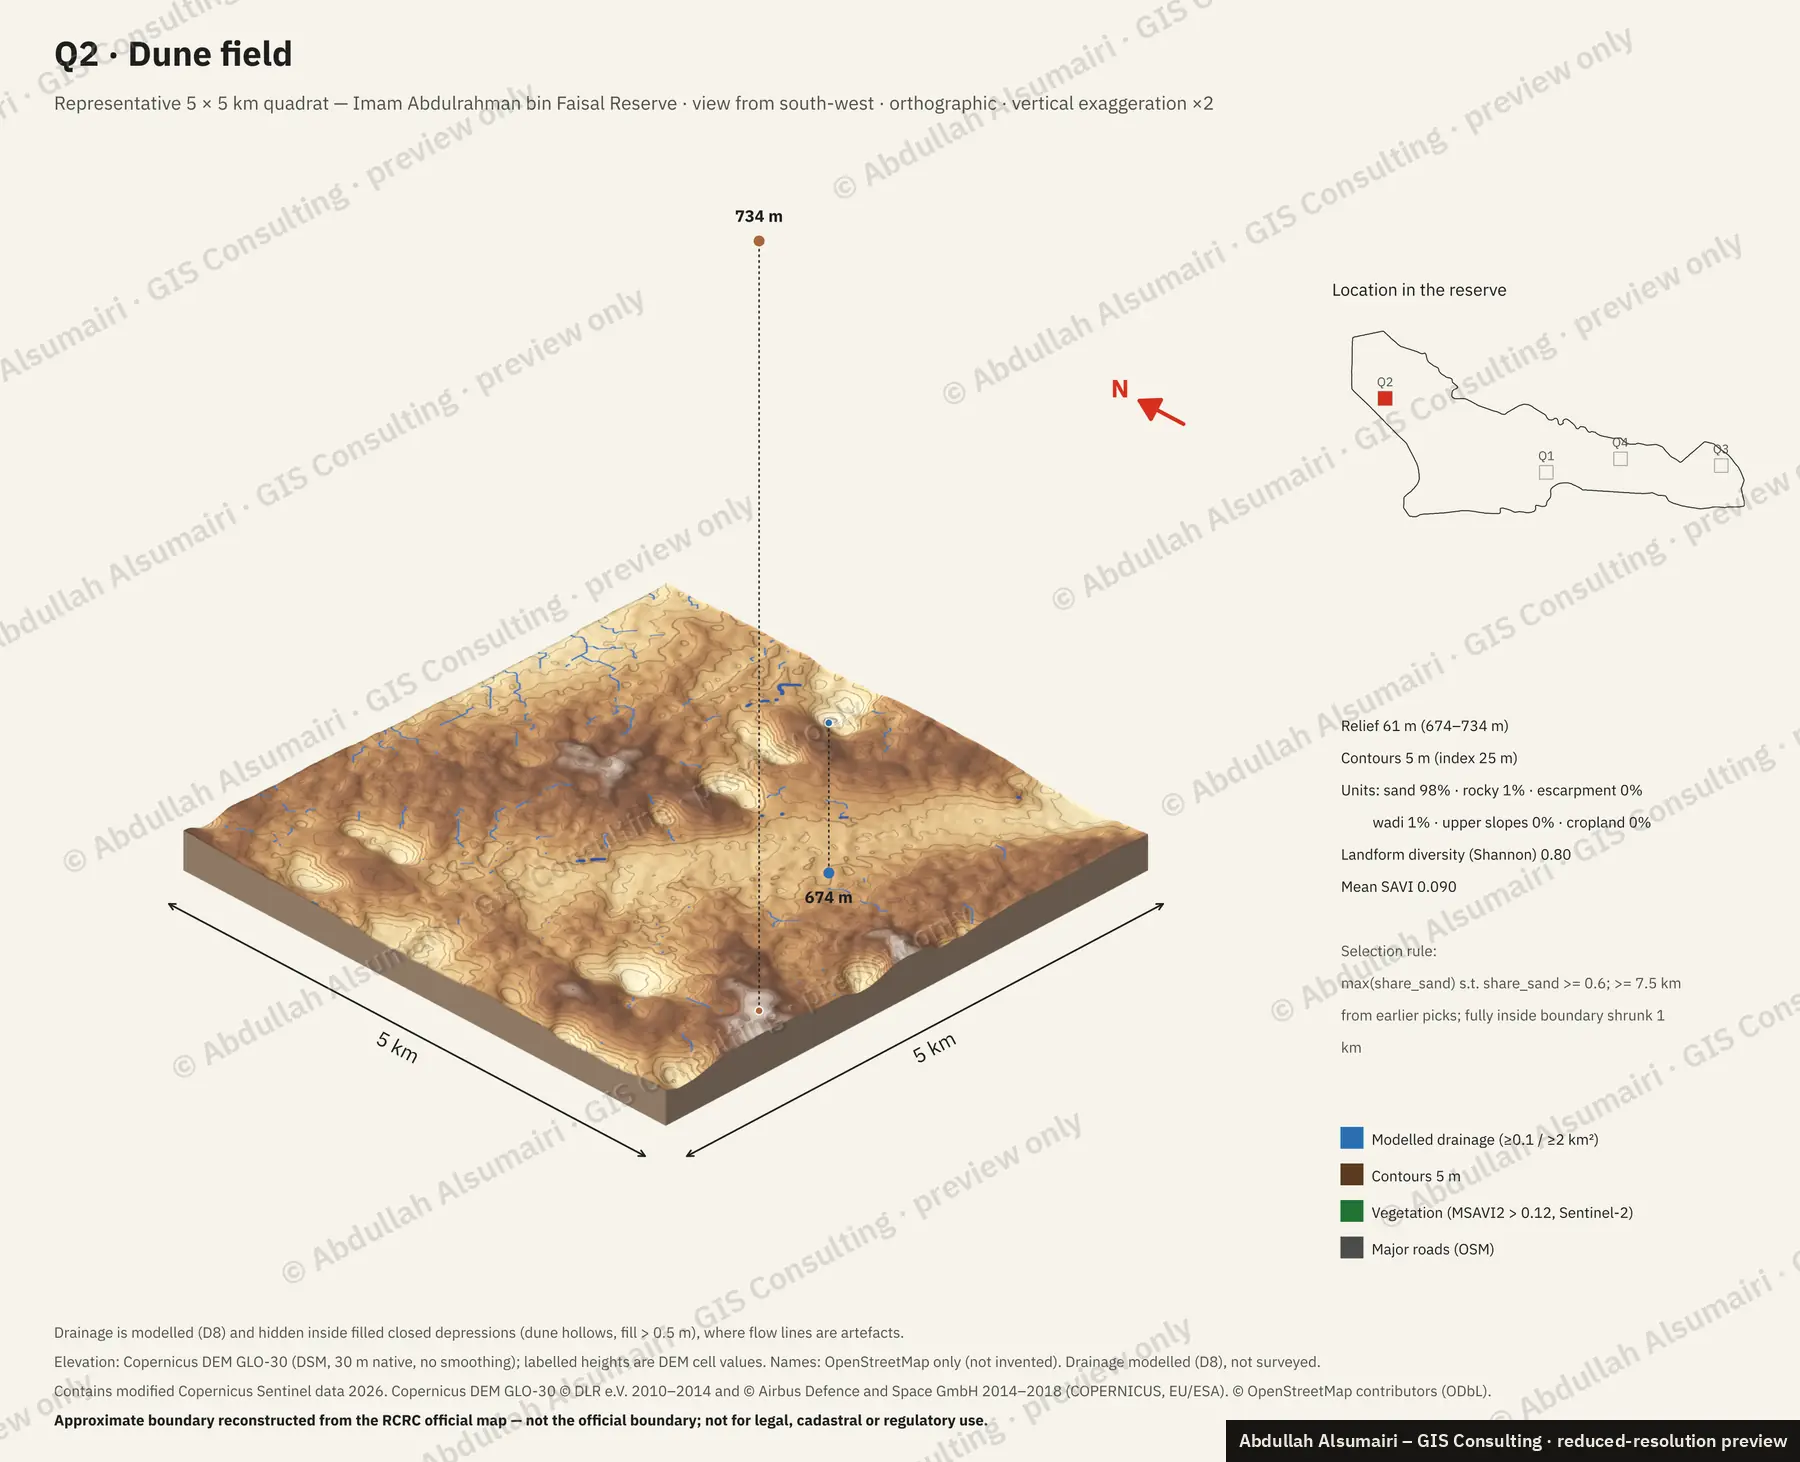 Q2 · Dune field
Representative 5 × 5 km quadrat — Imam Abdulrahman bin Faisal Reserve · view from south-west · orthographic · vertical exaggeration ×2
734 m
N
674 m
5 km
5 km
Location in the reserve
Q2
Q1
Q4
Q3
Relief 61 m (674–734 m)
Contours 5 m (index 25 m)
Units: sand 98% · rocky 1% · escarpment 0%
wadi 1% · upper slopes 0% · cropland 0%
Landform diversity (Shannon) 0.80
Mean SAVI 0.090
Selection rule:
max(share_sand) s.t. share_sand >= 0.6; >= 7.5 km
from earlier picks; fully inside boundary shrunk 1
km
Modelled drainage (≥0.1 / ≥2 km²)
Contours 5 m
Vegetation (MSAVI2 > 0.12, Sentinel-2)
Major roads (OSM)
Drainage is modelled (D8) and hidden inside filled closed depressions (dune hollows, fill > 0.5 m), where flow lines are artefacts.
Elevation: Copernicus DEM GLO-30 (DSM, 30 m native, no smoothing); labelled heights are DEM cell values. Names: OpenStreetMap only (not invented). Drainage modelled (D8), not surveyed.
Contains modified Copernicus Sentinel data 2026. Copernicus DEM GLO-30 © DLR e.V. 2010–2014 and © Airbus Defence and Space GmbH 2014–2018 (COPERNICUS, EU/ESA). © OpenStreetMap contributors (ODbL).
Approximate boundary reconstructed from the RCRC official map — not the official boundary; not for legal, cadastral or regulatory use.
Abdullah Alsumairi – GIS Consulting · reduced-resolution preview
© Abdullah Alsumairi · GIS Consulting · preview only